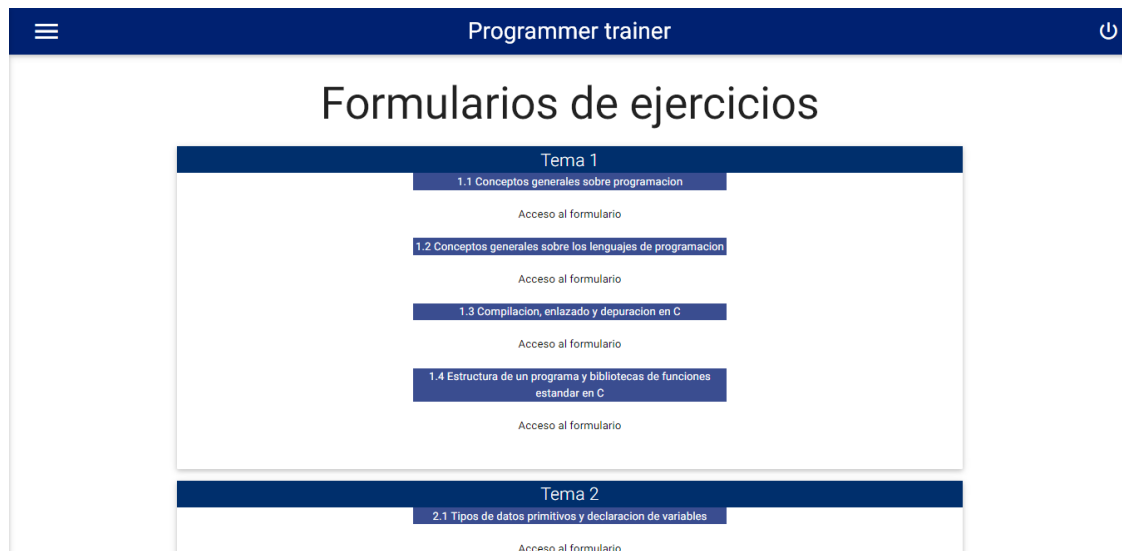 Programmer trainer
Formularios de ejercicios
Tema 1
1.1 Conceptos generales sobre programacion
Acceso al formulario
1.2 Conceptos generales sobre los lenguajes de programacion
Acceso al formulario
1.3 Compilacion, enlazado y depuracion en C
Acceso al formulario
1.4 Estructura de un programa y bibliotecas de funciones
estandar en C
Acceso al formulario
Tema 2
2.1 Tipos de datos primitivos y declaracion de variables
Acceso al formulario